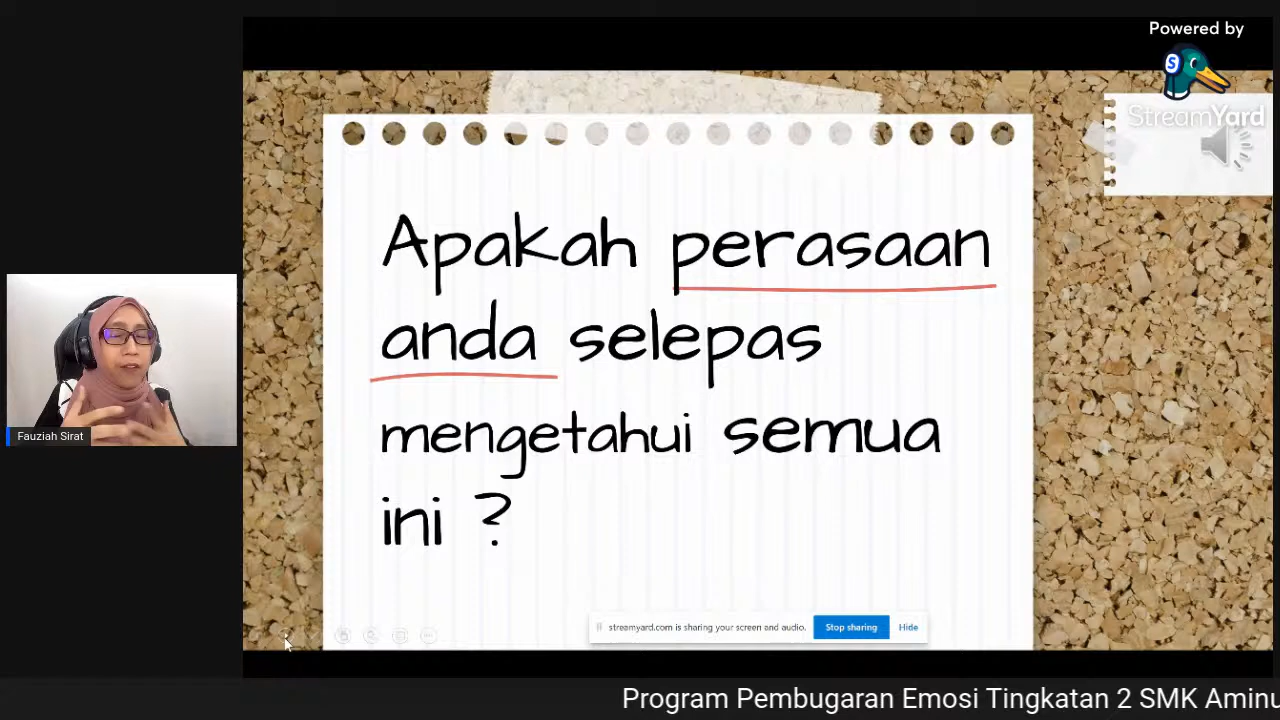 Powered by
StreamYard
Apakah perasaan
anda selepas
mengetahui semua
ini ?
Fauziah Sirat
streamyard.com is sharing your screen and audio.
Stop sharing
Hide
Program Pembugaran Emosi Tingkatan 2 SMK Aminu